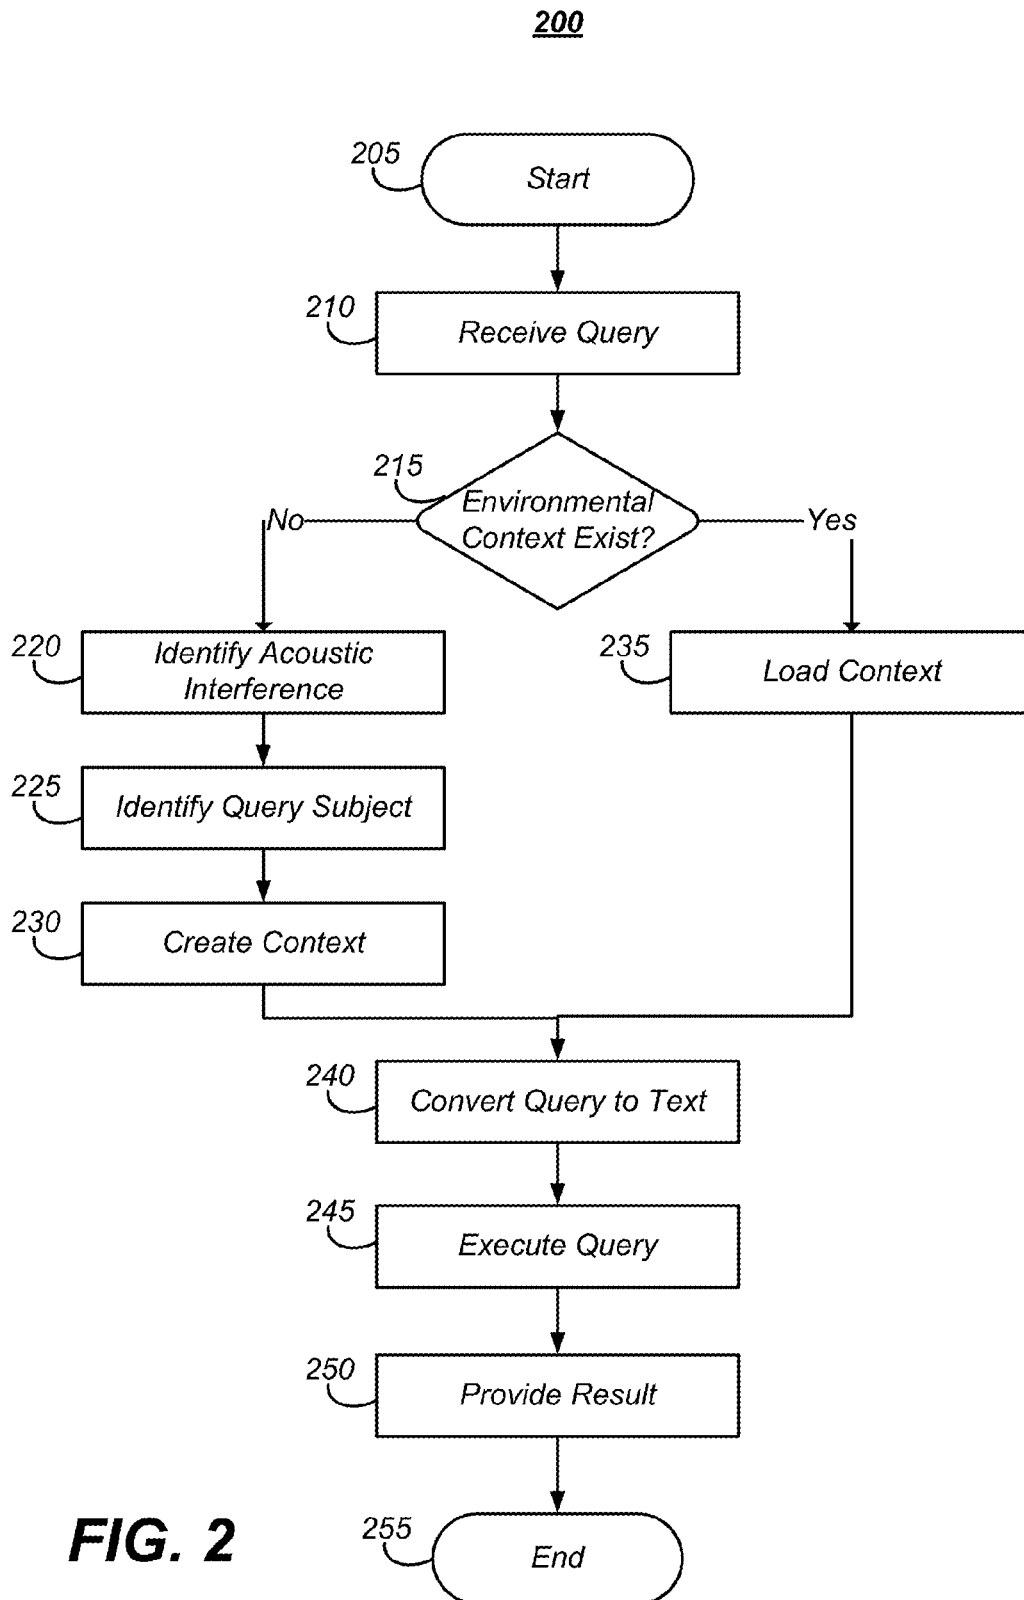 200
205
Start
210
Receive Query
215
Environmental
Context Exist?
No
Yes
220
Identify Acoustic
Interference
235
Load Context
225
Identify Query Subject
230
Create Context
240
Convert Query to Text
245
Execute Query
250
Provide Result
255
End
FIG. 2